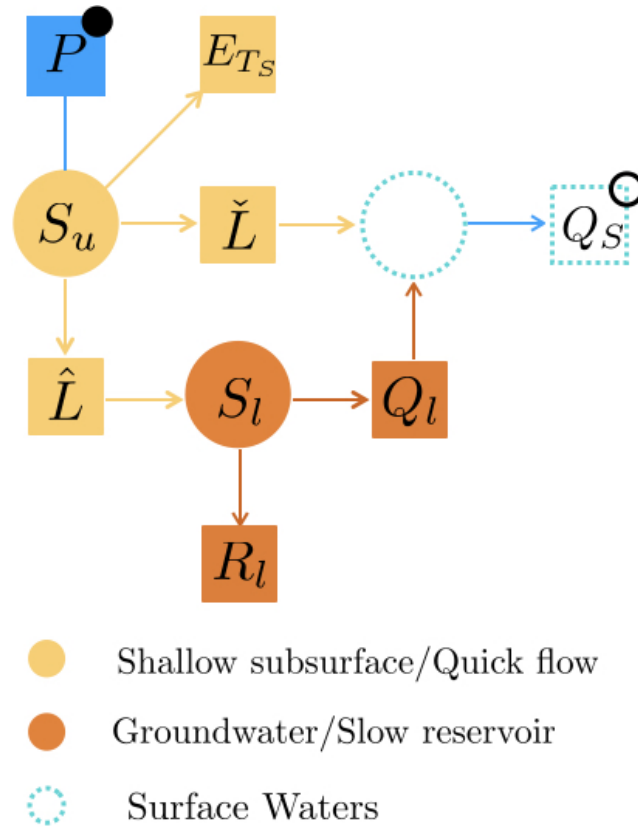 P
E_{T_S}
S_u
Ľ
Q_S
L̂
S_l
Q_l
R_l
Shallow subsurface/Quick flow
Groundwater/Slow reservoir
Surface Waters